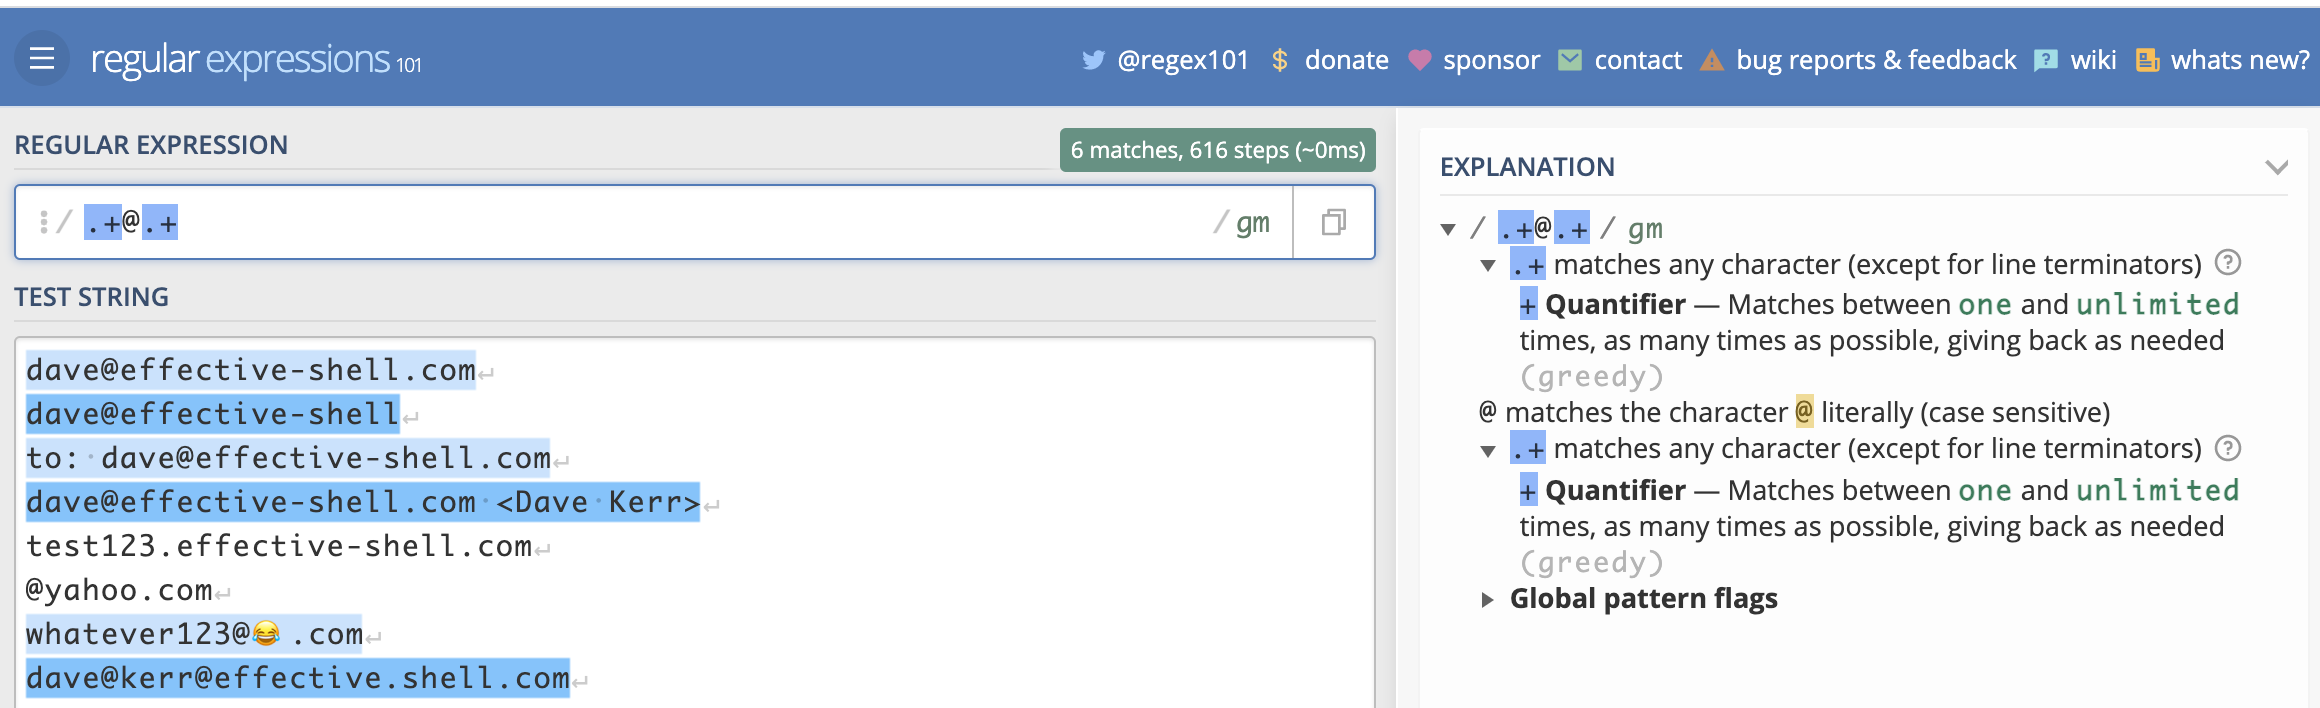 regular expressions 101
@regex101 $ donate sponsor contact bug reports & feedback wiki whats new?
REGULAR EXPRESSION
6 matches, 616 steps (~0ms)
/ .+@.+ / gm
TEST STRING
dave@effective-shell.com↵
dave@effective-shell↵
to:·dave@effective-shell.com↵
dave@effective-shell.com·<Dave·Kerr>↵
test123.effective-shell.com↵
@yahoo.com↵
whatever123@😂.com↵
dave@kerr@effective.shell.com↵
EXPLANATION
/ .+@.+ / gm
.+ matches any character (except for line terminators) ?
+ Quantifier — Matches between one and unlimited
times, as many times as possible, giving back as needed
(greedy)
@ matches the character @ literally (case sensitive)
.+ matches any character (except for line terminators) ?
+ Quantifier — Matches between one and unlimited
times, as many times as possible, giving back as needed
(greedy)
Global pattern flags